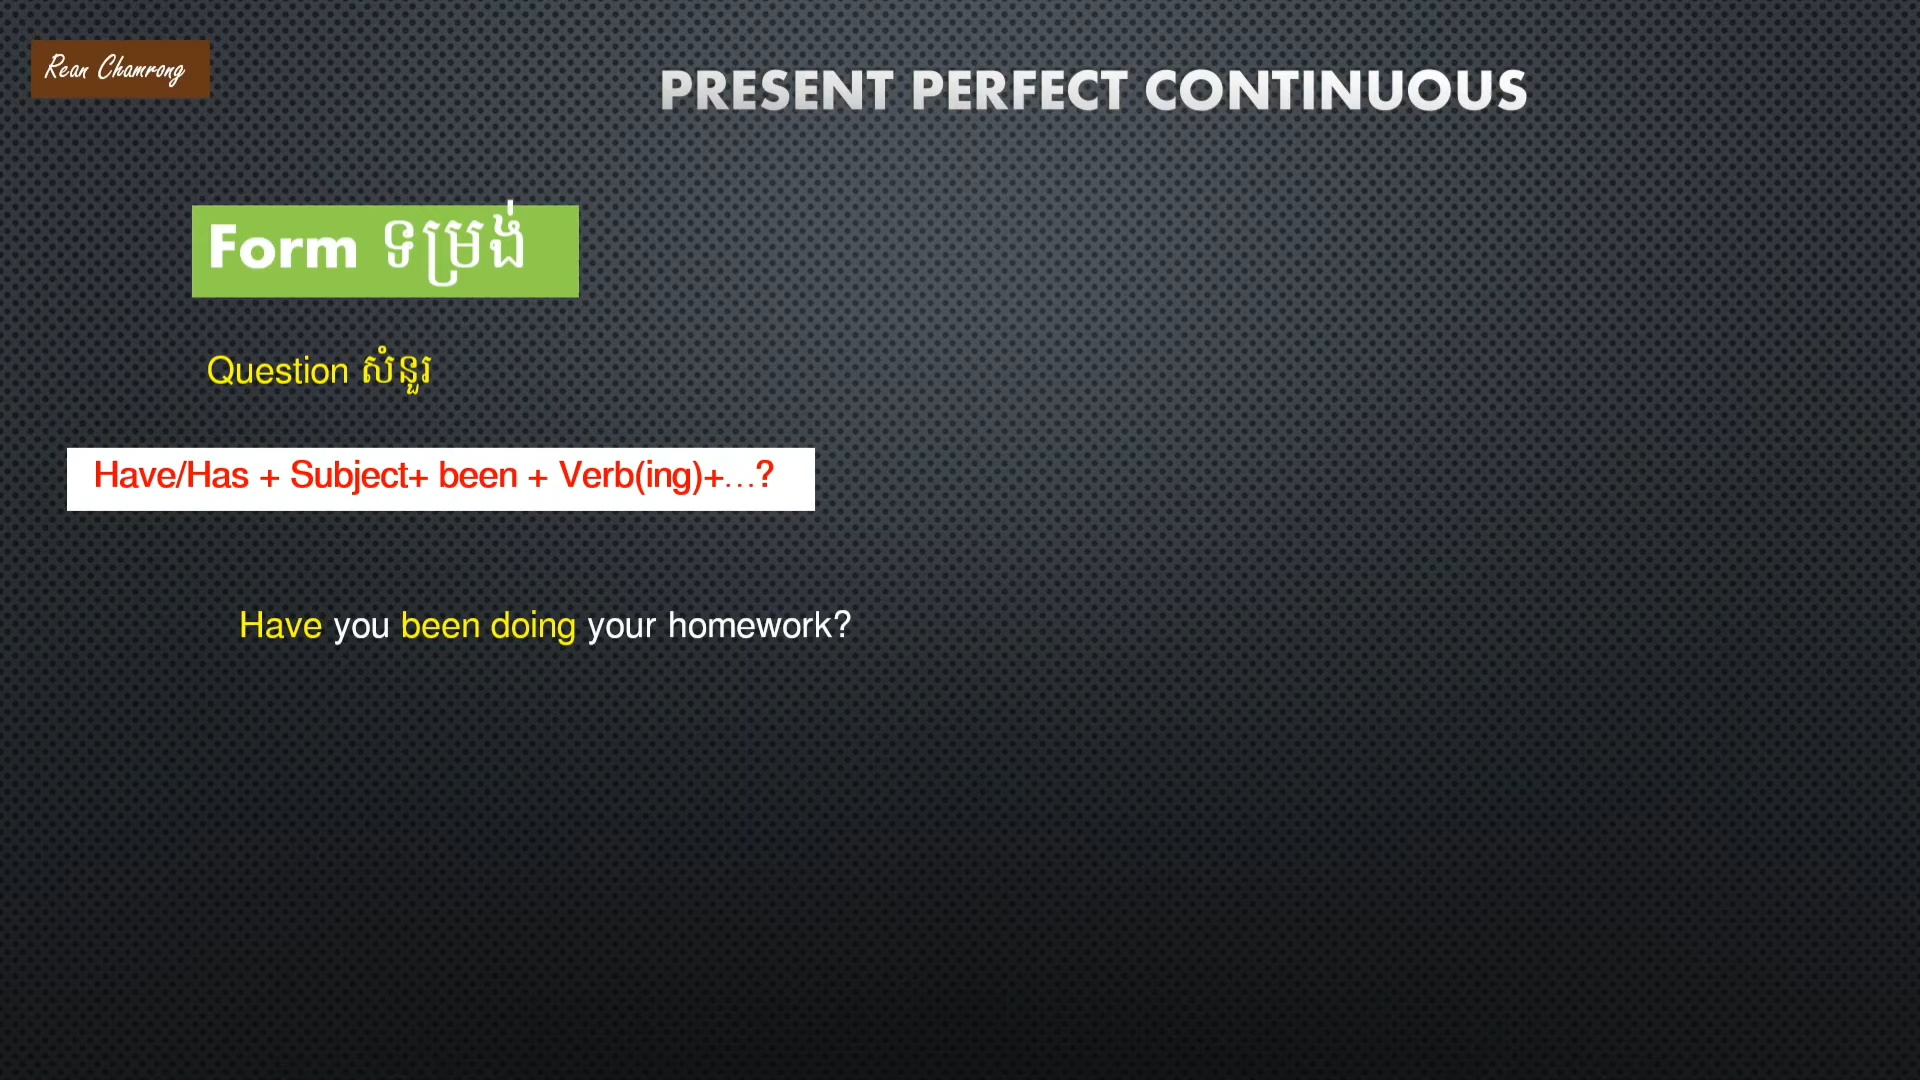 Rean Chamrong
PRESENT PERFECT CONTINUOUS
Form ទម្រង់
Question សំនួរ
Have/Has + Subject+ been + Verb(ing)+…?
Have you been doing your homework?